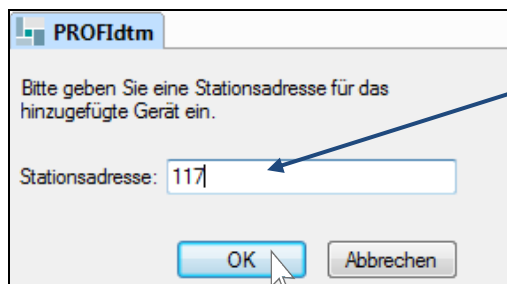 PROFIdtm
Bitte geben Sie eine Stationsadresse für das
hinzugefügte Gerät ein.
Stationsadresse: 117
OK Abbrechen